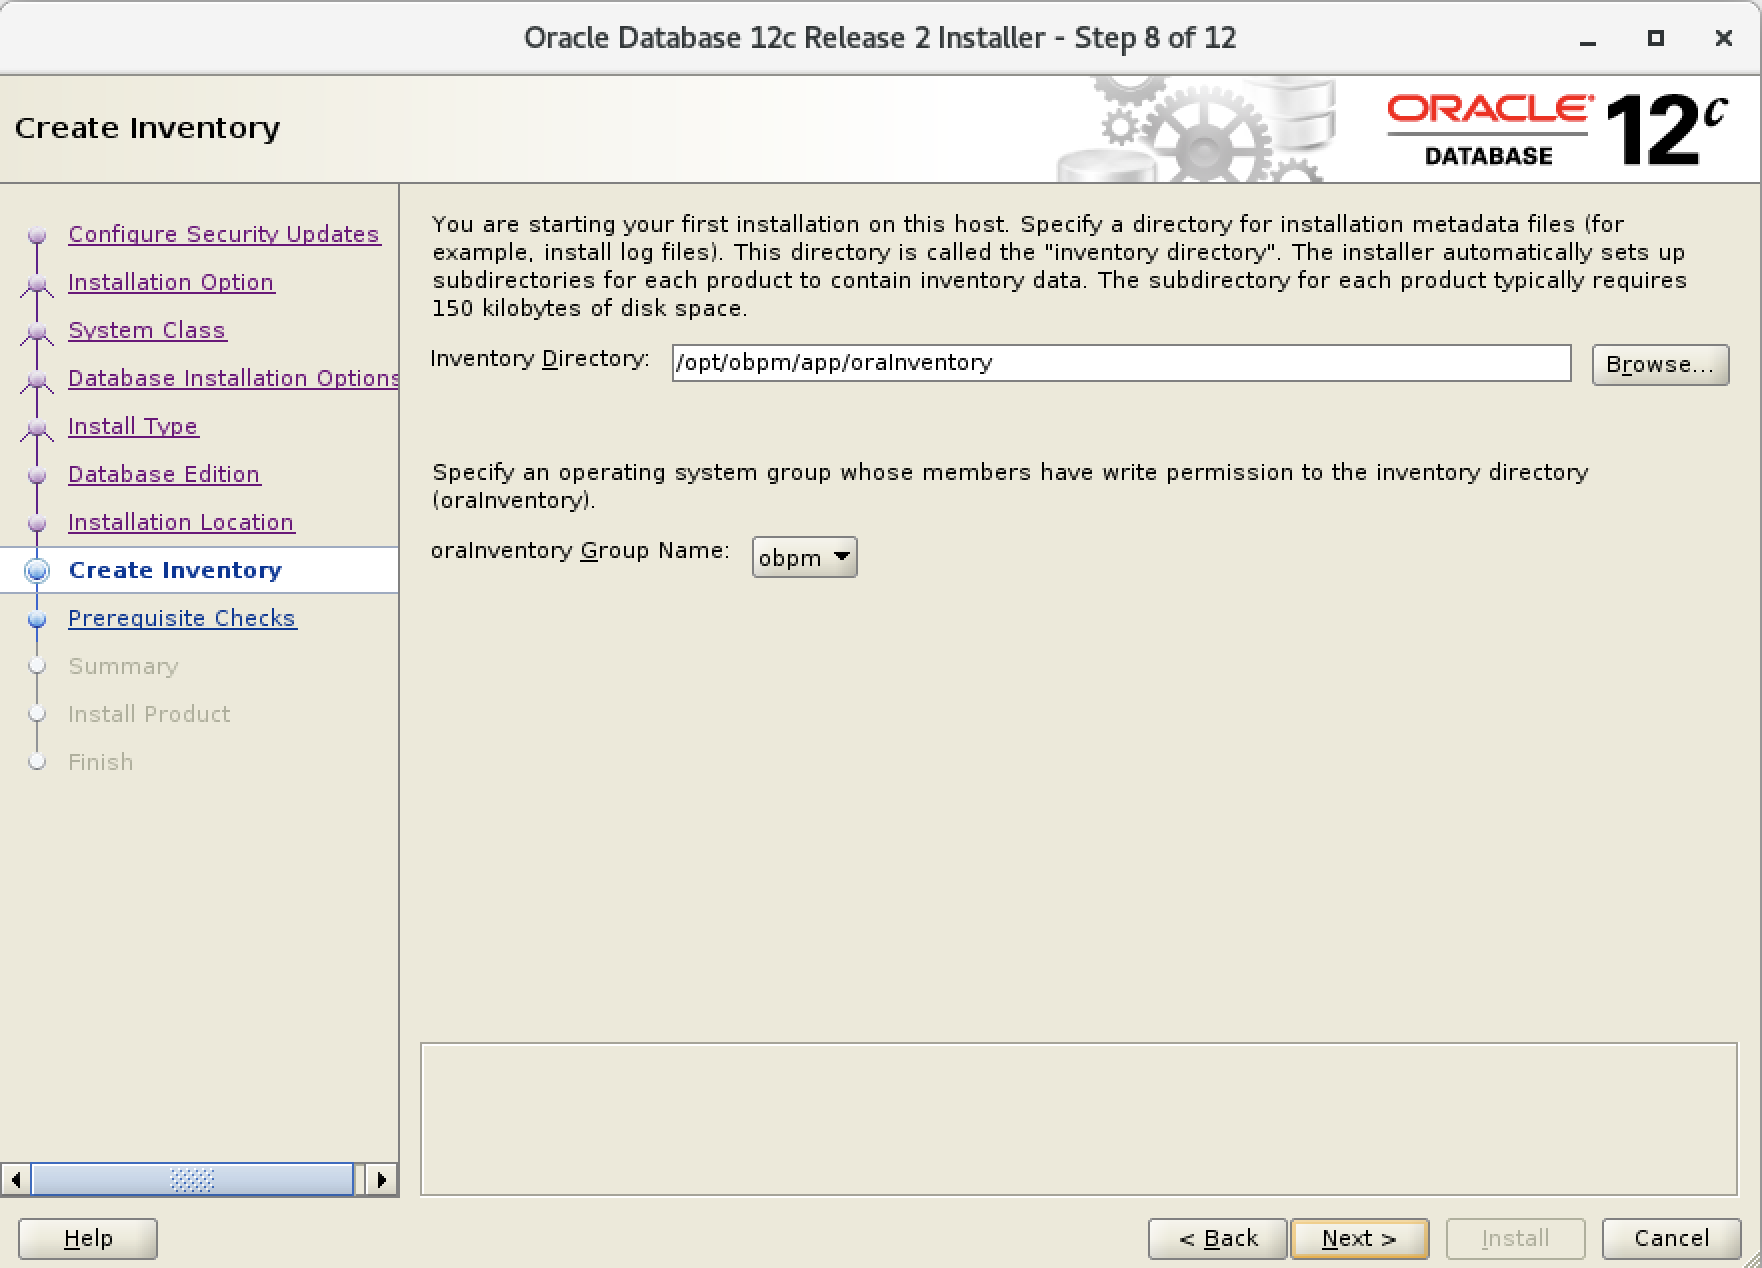 Oracle Database 12c Release 2 Installer - Step 8 of 12
Create Inventory
ORACLE
DATABASE
12c
Configure Security Updates
Installation Option
System Class
Database Installation Options
Install Type
Database Edition
Installation Location
Create Inventory
Prerequisite Checks
Summary
Install Product
Finish
You are starting your first installation on this host. Specify a directory for installation metadata files (for
example, install log files). This directory is called the "inventory directory". The installer automatically sets up
subdirectories for each product to contain inventory data. The subdirectory for each product typically requires
150 kilobytes of disk space.
Inventory Directory: /opt/obpm/app/oraInventory Browse...
Specify an operating system group whose members have write permission to the inventory directory
(oraInventory).
oraInventory Group Name: obpm
Help < Back Next > Install Cancel